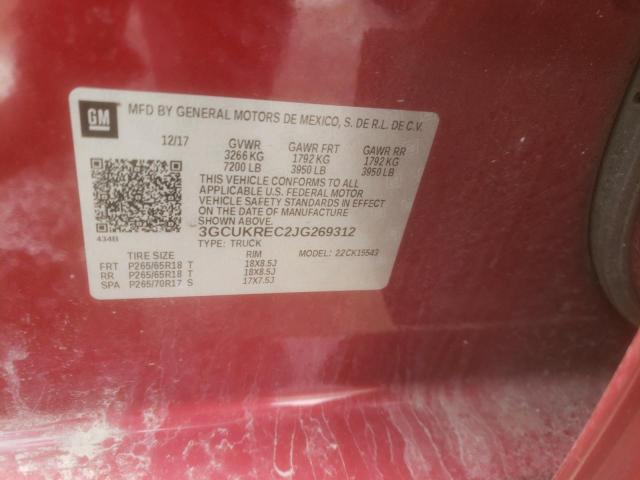 GM MFD BY GENERAL MOTORS DE MEXICO, S. DE R.L. DE C.V.
12/17 GVWR GAWR FRT GAWR RR
3266 KG 1792 KG 1792 KG
7200 LB 3950 LB 3950 LB
THIS VEHICLE CONFORMS TO ALL
APPLICABLE U.S. FEDERAL MOTOR
VEHICLE SAFETY STANDARDS IN EFFECT
ON THE DATE OF MANUFACTURE
SHOWN ABOVE.
434B
3GCUKREC2JG269312
TYPE: TRUCK
TIRE SIZE RIM MODEL: 22CK15543
FRT P265/65R18 T 18X8.5J
RR P265/65R18 T 18X8.5J
SPA P265/70R17 S 17X7.5J